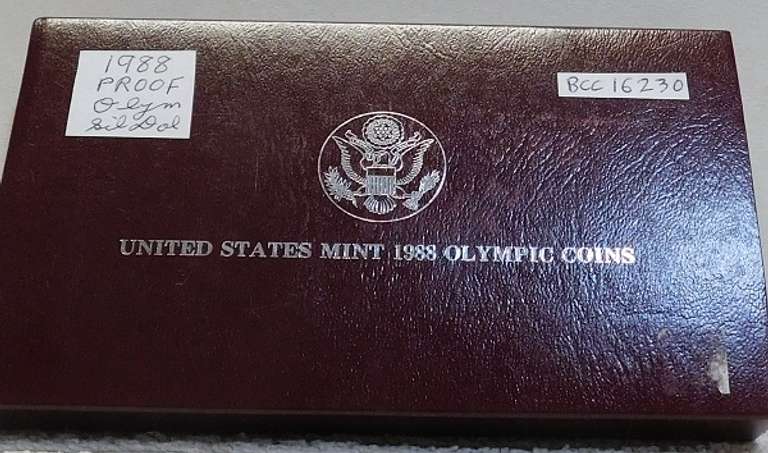 1988
PROOF
Olym
Sil Dol
BCC 16230
UNITED STATES MINT 1988 OLYMPIC COINS